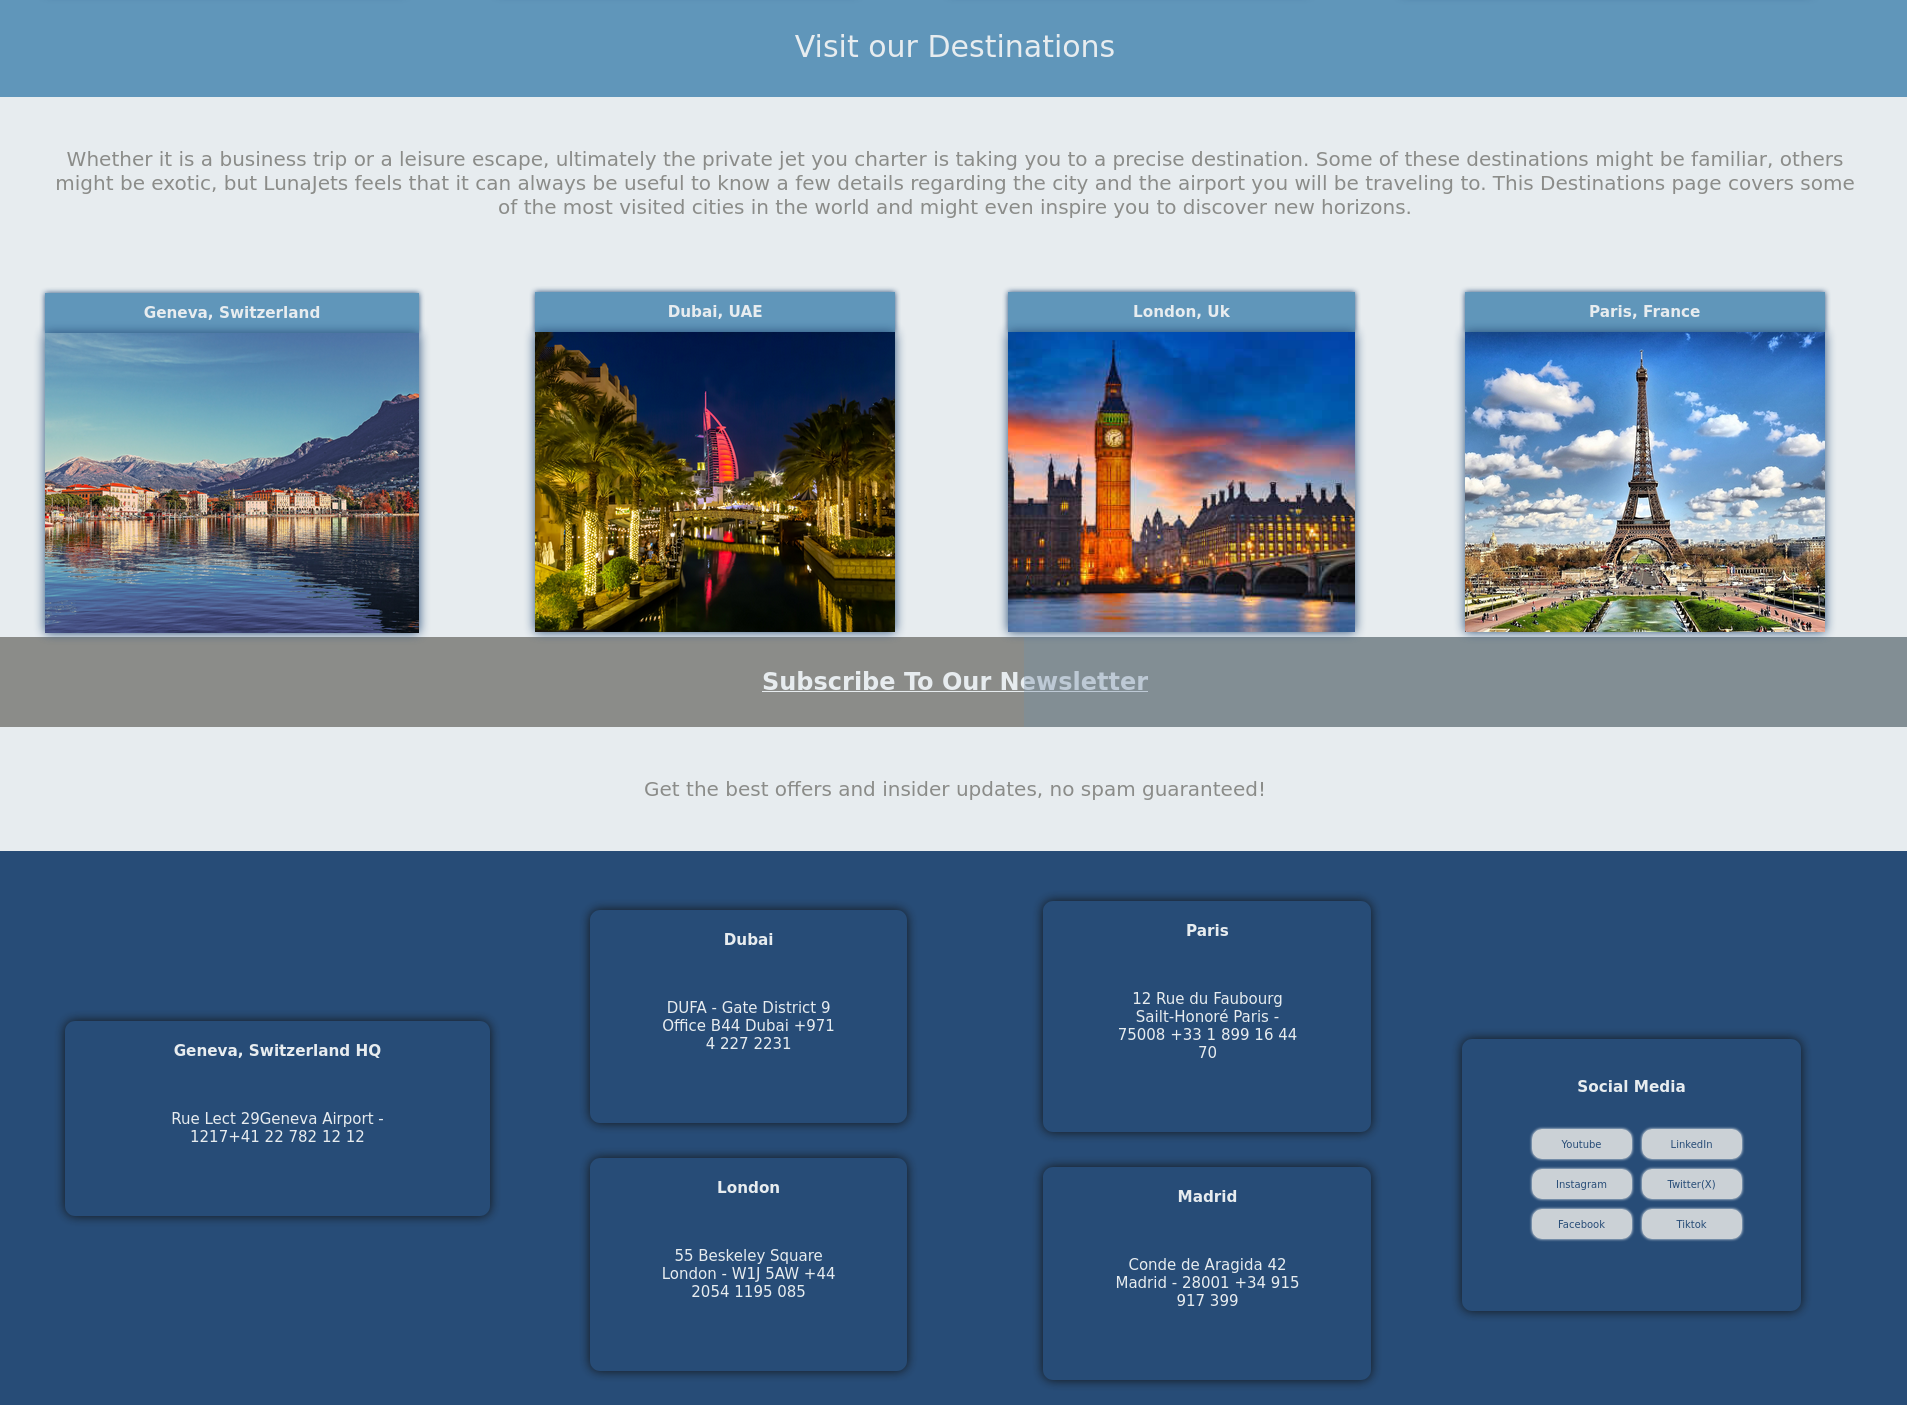 Visit our Destinations
Whether it is a business trip or a leisure escape, ultimately the private jet you charter is taking you to a precise destination. Some of these destinations might be familiar, others
might be exotic, but LunaJets feels that it can always be useful to know a few details regarding the city and the airport you will be traveling to. This Destinations page covers some
of the most visited cities in the world and might even inspire you to discover new horizons.
Geneva, Switzerland
Dubai, UAE
London, Uk
Paris, France
Subscribe To Our Newsletter
Get the best offers and insider updates, no spam guaranteed!
Geneva, Switzerland HQ
Rue Lect 29Geneva Airport -
1217+41 22 782 12 12
Dubai
DUFA - Gate District 9
Office B44 Dubai +971
4 227 2231
London
55 Beskeley Square
London - W1J 5AW +44
2054 1195 085
Paris
12 Rue du Faubourg
Sailt-Honoré Paris -
75008 +33 1 899 16 44
70
Madrid
Conde de Aragida 42
Madrid - 28001 +34 915
917 399
Social Media
Youtube
LinkedIn
Instagram
Twitter(X)
Facebook
Tiktok